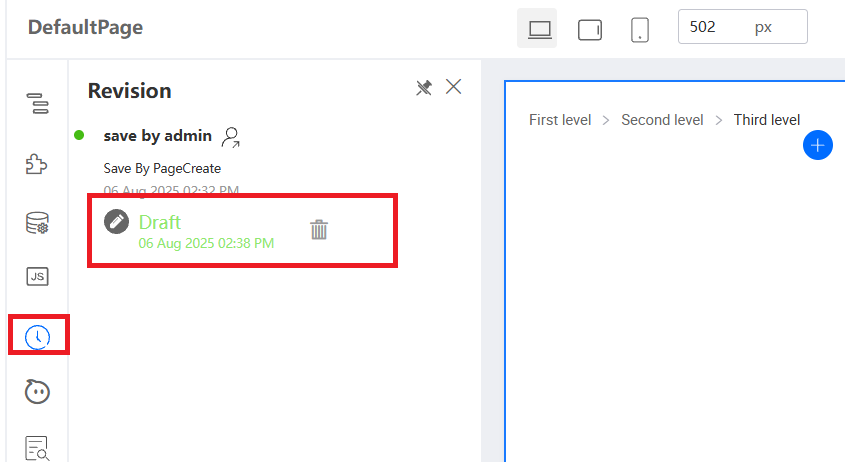 DefaultPage
502 px
Revision
save by admin
Save By PageCreate
06 Aug 2025 02:32 PM
Draft
06 Aug 2025 02:38 PM
JS
First level > Second level > Third level